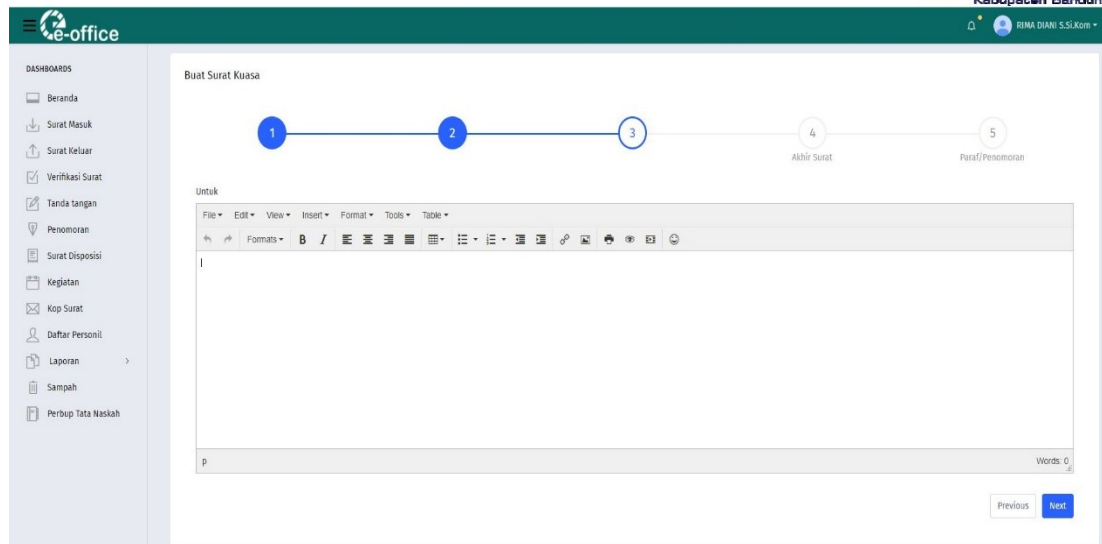 Kabupaten Bandun
e-office
RIMA DIANI S.Si.Kom
DASHBOARDS
Beranda
Surat Masuk
Surat Keluar
Verifikasi Surat
Tanda tangan
Penomoran
Surat Disposisi
Kegiatan
Kop Surat
Daftar Personil
Laporan >
Sampah
Perbup Tata Naskah
Buat Surat Kuasa
1 2 3 4 5
Akhir Surat Paraf/Penomoran
Untuk
File Edit View Insert Format Tools Table
Formats B I
p Words: 0
Previous Next